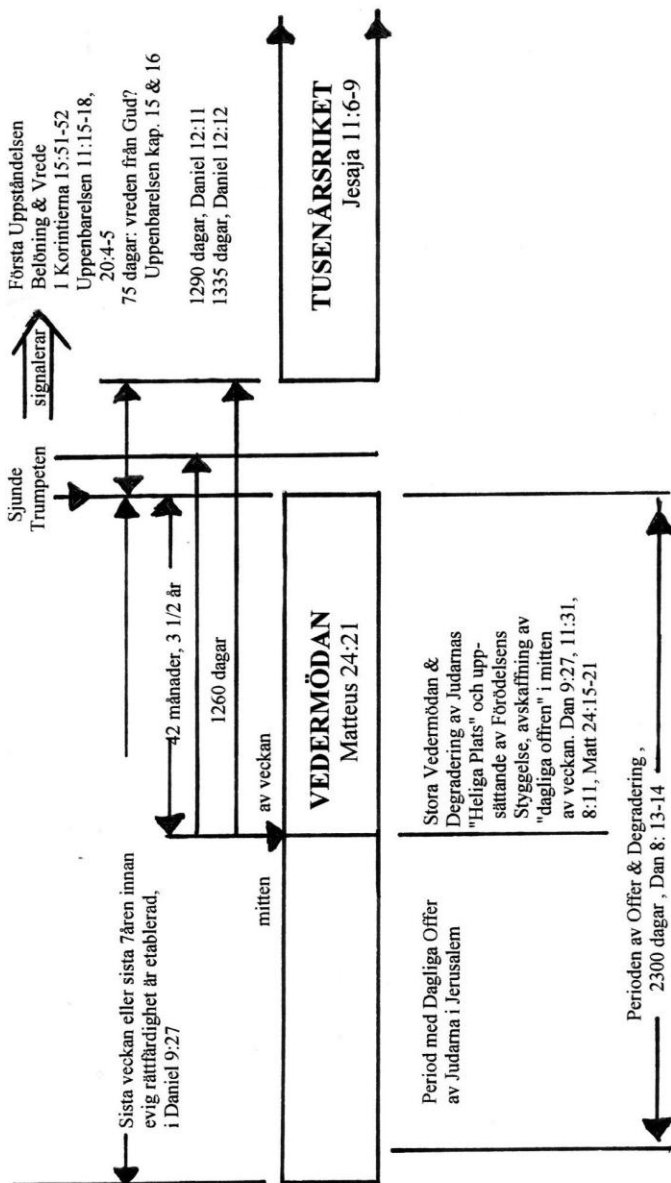 Sista veckan eller sista 7åren innan
evig rättfärdighet är etablerad,
i Daniel 9:27
Sjunde
Trumpeten
signalerar
Första Uppståndelsen
Belöning & Vrede
1 Korintierna 15:51-52
Uppenbarelsen 11:15-18,
20:4-5
75 dagar: vreden från Gud?
Uppenbarelsen kap. 15 & 16
1290 dagar, Daniel 12:11
1335 dagar, Daniel 12:12
42 månader, 3 1/2 år
1260 dagar
mitten
av veckan
VEDERMÖDAN
Matteus 24:21
TUSENÅRSRIKET
Jesaja 11:6-9
Period med Dagliga Offer
av Judarna i Jerusalem
Stora Vedermödan &
Degradering av Judarnas
"Heliga Plats" och upp-
sättande av Förödelsens
Styggelse, avskaffning av
"dagliga offren" i mitten
av veckan. Dan 9:27, 11:31,
8:11, Matt 24:15-21
Perioden av Offer & Degradering ,
2300 dagar , Dan 8: 13-14